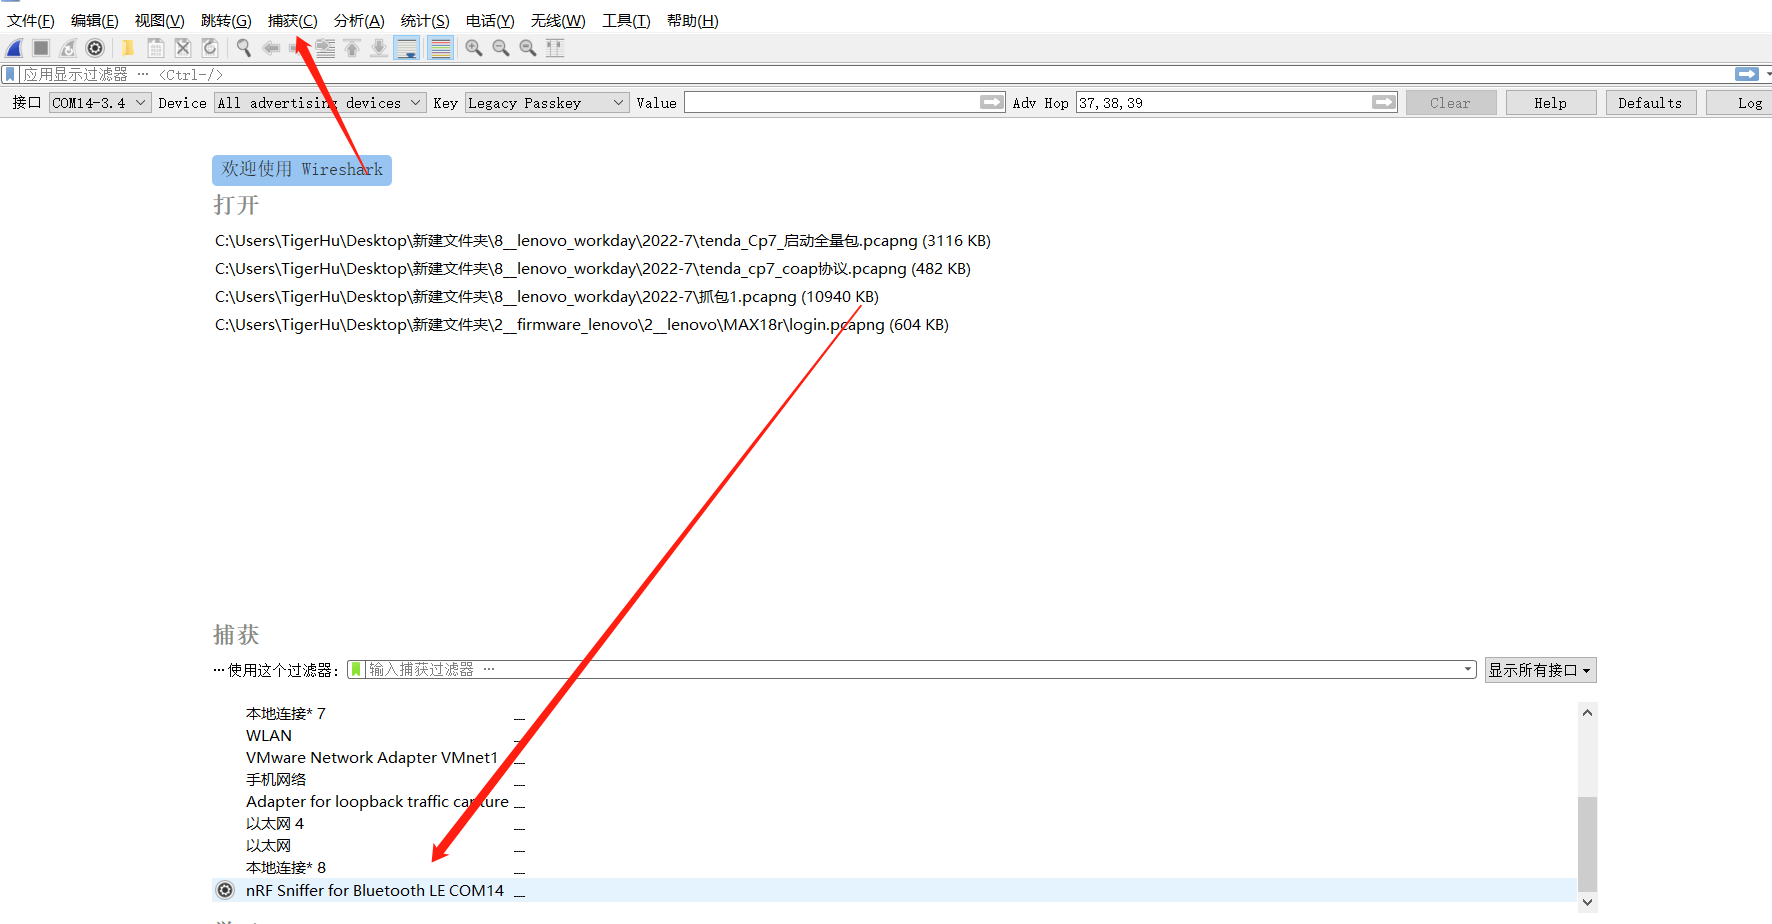 文件(F) 编辑(E) 视图(V) 跳转(G) 捕获(C) 分析(A) 统计(S) 电话(Y) 无线(W) 工具(T) 帮助(H)
应用显示过滤器 … <Ctrl-/>
接口 COM14-3.4 Device All advertising devices Key Legacy Passkey Value Adv Hop 37,38,39 Clear Help Defaults Log
欢迎使用 Wireshark
打开
C:\Users\TigerHu\Desktop\新建文件夹\8__lenovo_workday\2022-7\tenda_Cp7_启动全量包.pcapng (3116 KB)
C:\Users\TigerHu\Desktop\新建文件夹\8__lenovo_workday\2022-7\tenda_cp7_coap协议.pcapng (482 KB)
C:\Users\TigerHu\Desktop\新建文件夹\8__lenovo_workday\2022-7\抓包1.pcapng (10940 KB)
C:\Users\TigerHu\Desktop\新建文件夹\2__firmware_lenovo\2__lenovo\MAX18r\login.pcapng (604 KB)
捕获
…使用这个过滤器: 输入捕获过滤器 … 显示所有接口
本地连接* 7
WLAN
VMware Network Adapter VMnet1
手机网络
Adapter for loopback traffic capture
以太网 4
以太网
本地连接* 8
nRF Sniffer for Bluetooth LE COM14